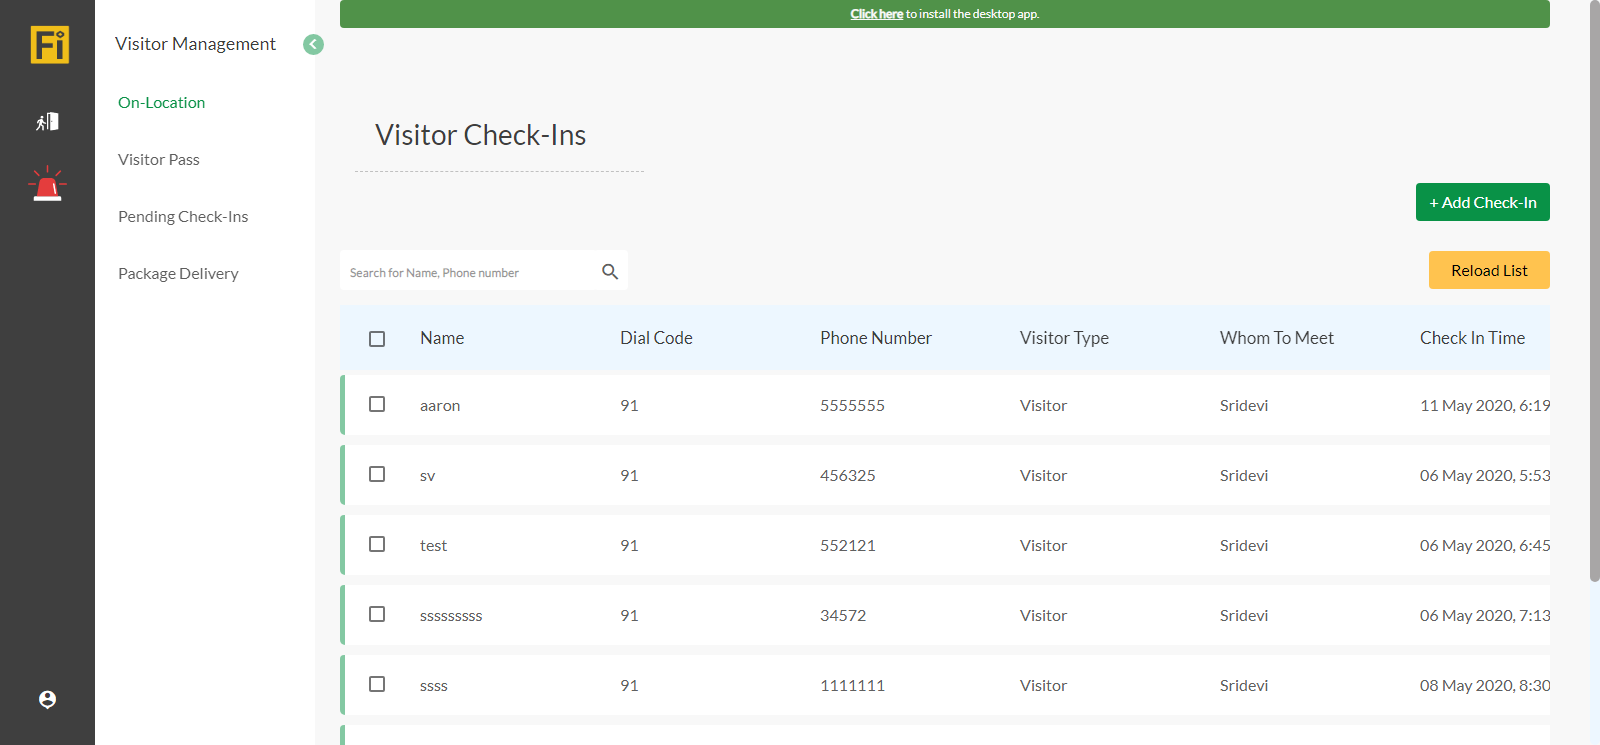 Click here to install the desktop app.
Fi
Visitor Management
On-Location
Visitor Pass
Pending Check-Ins
Package Delivery
Visitor Check-Ins
+ Add Check-In
Search for Name, Phone number
Reload List
Name Dial Code Phone Number Visitor Type Whom To Meet Check In Time
aaron 91 5555555 Visitor Sridevi 11 May 2020, 6:19
sv 91 456325 Visitor Sridevi 06 May 2020, 5:53
test 91 552121 Visitor Sridevi 06 May 2020, 6:45
sssssssss 91 34572 Visitor Sridevi 06 May 2020, 7:13
ssss 91 1111111 Visitor Sridevi 08 May 2020, 8:30